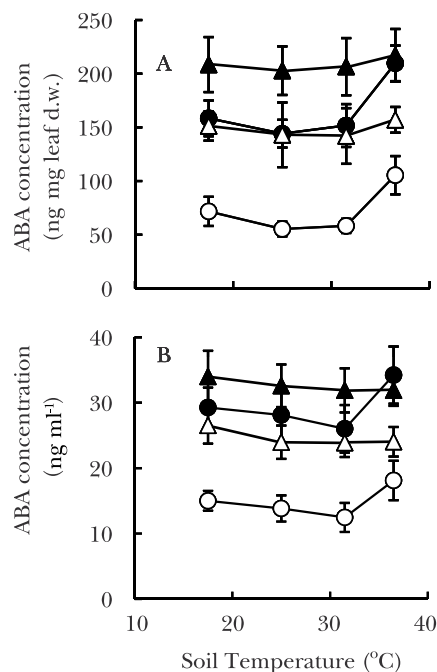 250
200
150
100
50
0
A
ABA concentration
(ng mg leaf d.w.)
40
30
20
10
0
B
ABA concentration
(ng ml⁻¹)
10
20
30
40
Soil Temperature (°C)